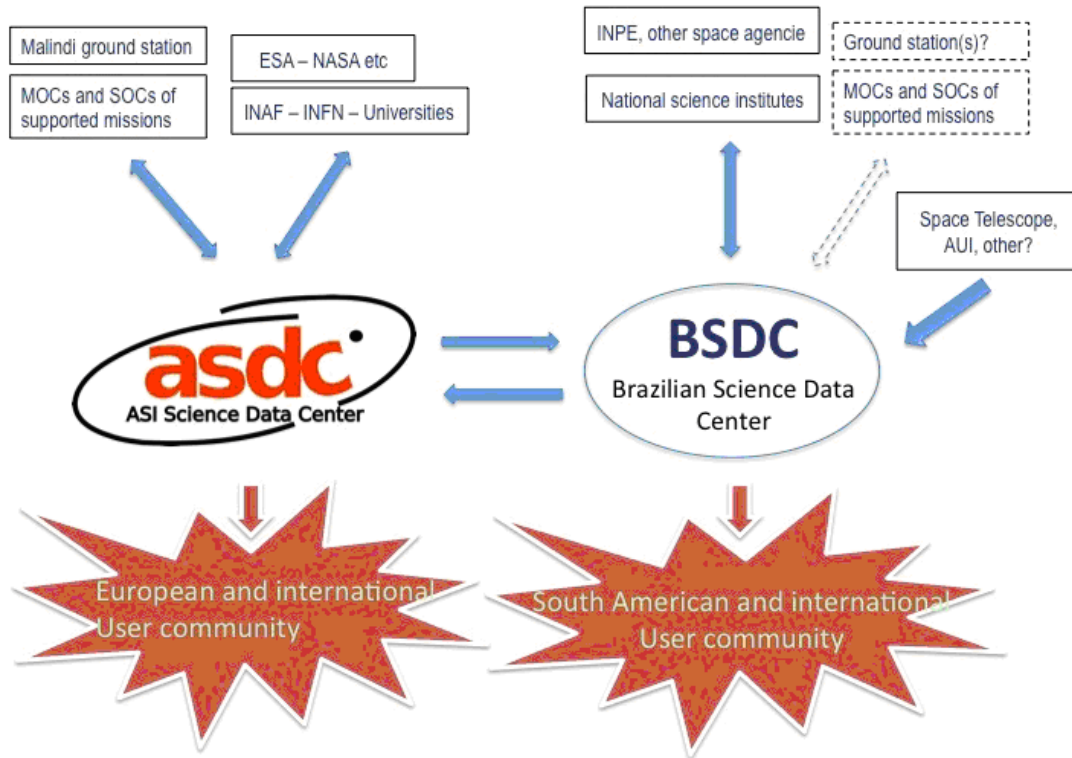 Malindi ground station
MOCs and SOCs of
supported missions
ESA – NASA etc
INAF – INFN – Universities
INPE, other space agencie
National science institutes
Ground station(s)?
MOCs and SOCs of
supported missions
Space Telescope,
AUI, other?
asdc
ASI Science Data Center
BSDC
Brazilian Science Data
Center
European and international
User community
South American and international
User community